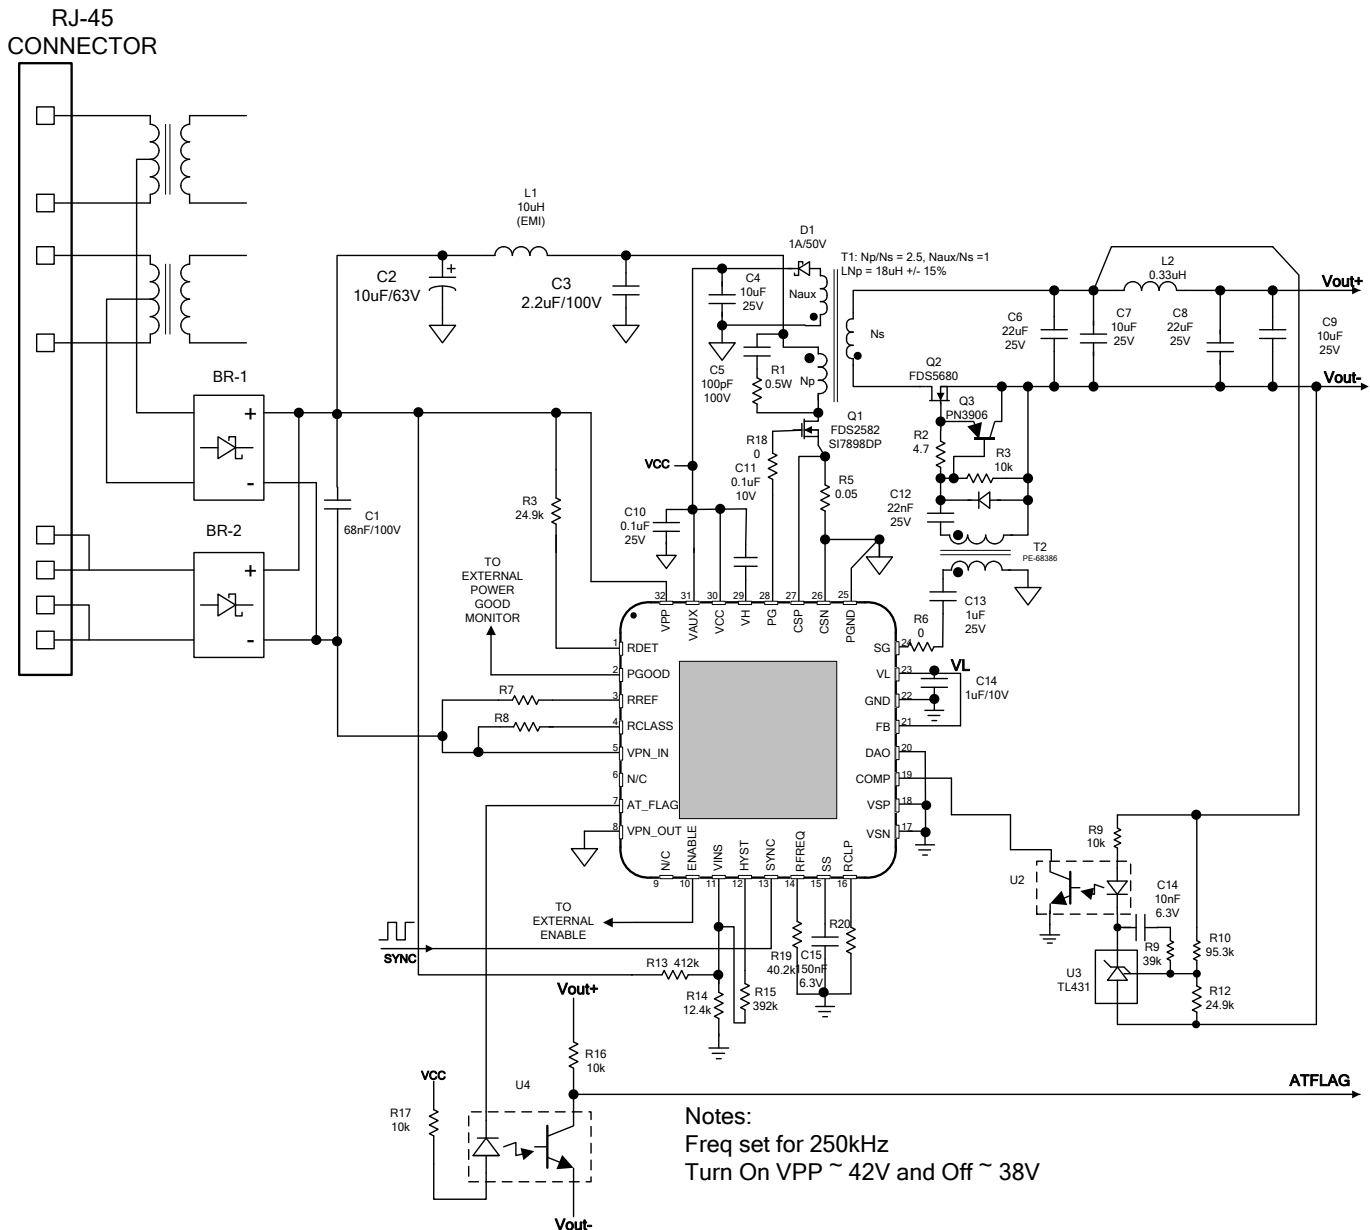 RJ-45
CONNECTOR
L1
10uH
(EMI)
D1
1A/50V
T1: Np/Ns = 2.5, Naux/Ns =1
LNp = 18uH +/- 15%
L2
0.33uH
C2
10uF/63V
+
C3
2.2uF/100V
C4
10uF
25V
Naux
Vout+
C6
22uF
25V
C7
10uF
25V
C8
22uF
25V
C9
10uF
25V
Ns
C5
100pF
100V
R1
0.5W
Np
Q2
FDS5680
Vout-
BR-1
+
-
Q3
PN3906
Q1
FDS2582
SI7898DP
R18
0
R2
4.7
R3
10k
VCC
C11
0.1uF
10V
R5
0.05
C12
22nF
25V
R3
24.9k
C1
68nF/100V
C10
0.1uF
25V
BR-2
+
-
T2
PE-68386
TO
EXTERNAL
POWER
GOOD
MONITOR
C13
1uF
25V
R6
0
32 31 30 29 28 27 26 25
VPP VAUX VCC VH PG CSP CSN PGND
1 RDET
2 PGOOD
3 RREF
4 RCLASS
5 VPN_IN
6 N/C
7 AT_FLAG
8 VPN_OUT
SG 24
VL 23
GND 22
FB 21
DAO 20
COMP 19
VSP 18
VSN 17
N/C ENABLE VINS HYST SYNC RFREQ SS RCLP
9 10 11 12 13 14 15 16
R7
R8
VL
C14
1uF/10V
R9
10k
U2
C14
10nF
6.3V
R9
39k
R10
95.3k
U3
TL431
R12
24.9k
TO
EXTERNAL
ENABLE
SYNC
R13 412k
R14
12.4k
R15
392k
R19
40.2k
C15
150nF
6.3V
R20
Vout+
R16
10k
VCC
R17
10k
U4
ATFLAG
Vout-
Notes:
Freq set for 250kHz
Turn On VPP ~ 42V and Off ~ 38V